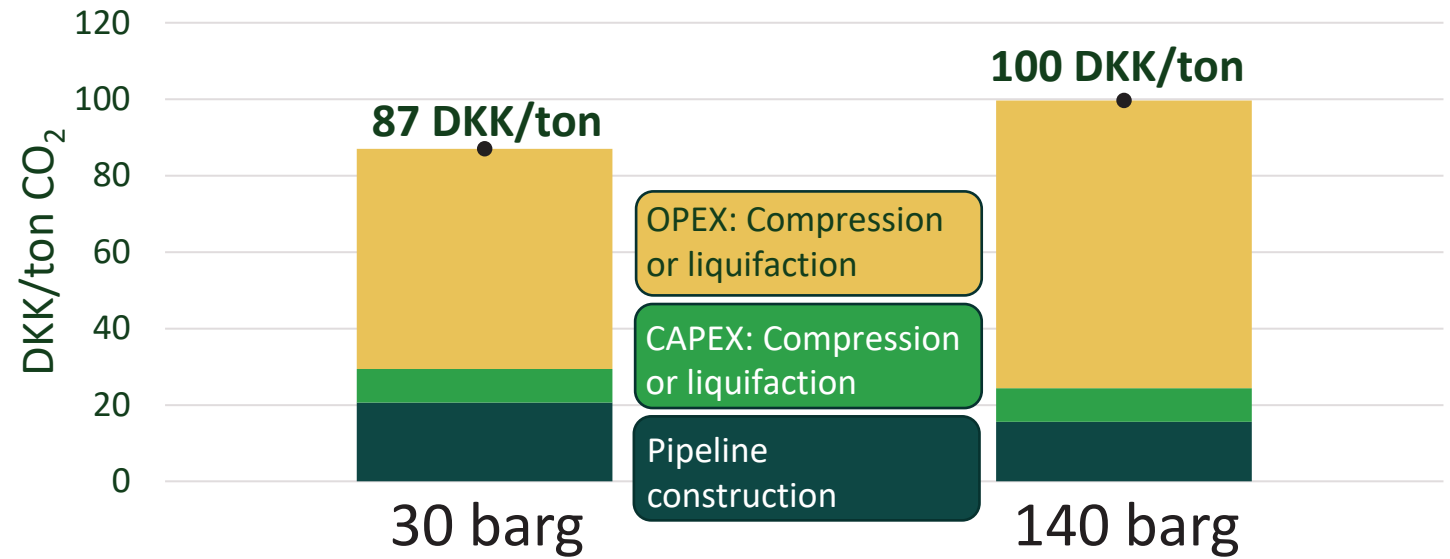 DKK/ton CO₂
120
100
80
60
40
20
0
87 DKK/ton
100 DKK/ton
OPEX: Compression
or liquifaction
CAPEX: Compression
or liquifaction
Pipeline
construction
30 barg
140 barg